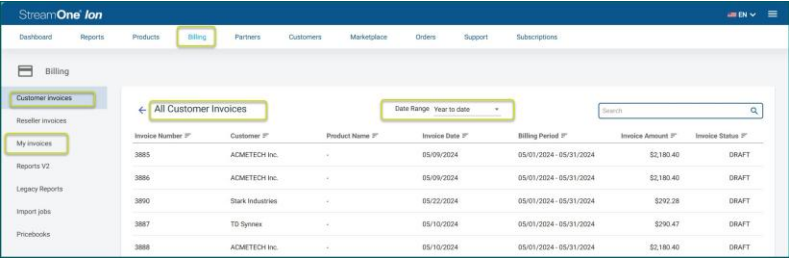 StreamOne® Ion
EN
Dashboard Reports Products Billing Partners Customers Marketplace Orders Support Subscriptions
Billing
Customer invoices
Reseller invoices
My invoices
Reports V2
Legacy Reports
Import jobs
Pricebooks
All Customer Invoices Date Range Year to date Search
Invoice Number Customer Product Name Invoice Date Billing Period Invoice Amount Invoice Status
3885 ACMETECH Inc. - 05/09/2024 05/01/2024 - 05/31/2024 $2,180.40 DRAFT
3886 ACMETECH Inc. - 05/09/2024 05/01/2024 - 05/31/2024 $2,180.40 DRAFT
3890 Stark Industries - 05/22/2024 05/01/2024 - 05/31/2024 $292.28 DRAFT
3887 TD Synnex - 05/10/2024 05/01/2024 - 05/31/2024 $290.47 DRAFT
3888 ACMETECH Inc. - 05/10/2024 05/01/2024 - 05/31/2024 $2,180.40 DRAFT